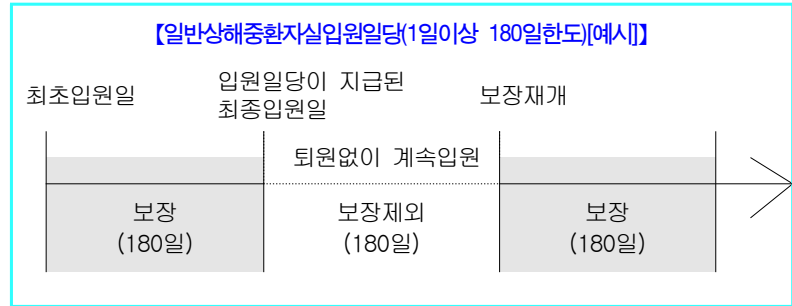 【일반상해중환자실입원일당(1일이상 180일한도)[예시]】
최초입원일
입원일당이 지급된
최종입원일
보장재개
퇴원없이 계속입원
보장
(180일)
보장제외
(180일)
보장
(180일)